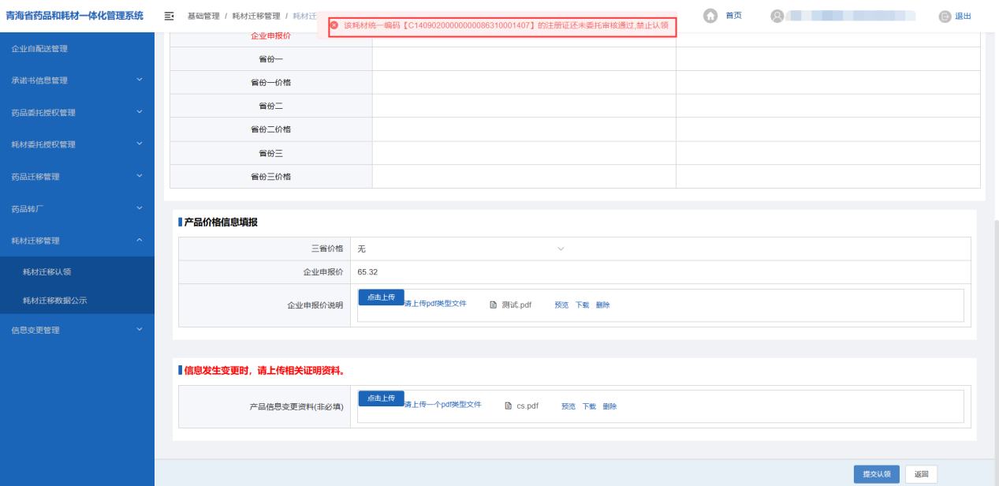 青海省药品和耗材一体化管理系统
基础管理 / 耗材迁移管理 / 耗材迁
该耗材统一编码【C14090200000000086310001407】的注册证还未委托审核通过,禁止认领
首页
退出
企业自配送管理
承诺书信息管理
药品委托授权管理
耗材委托授权管理
药品迁移管理
药品转厂
耗材迁移管理
耗材迁移认领
耗材迁移数据公示
信息变更管理
企业申报价
省份一
省份一价格
省份二
省份二价格
省份三
省份三价格
产品价格信息填报
三省价格 无
企业申报价 65.32
企业申报价说明 点击上传 请上传pdf类型文件 测试.pdf 预览 下载 删除
信息发生变更时，请上传相关证明资料。
产品信息变更资料(非必填) 点击上传 请上传一个pdf类型文件 cs.pdf 预览 下载 删除
提交认领 返回